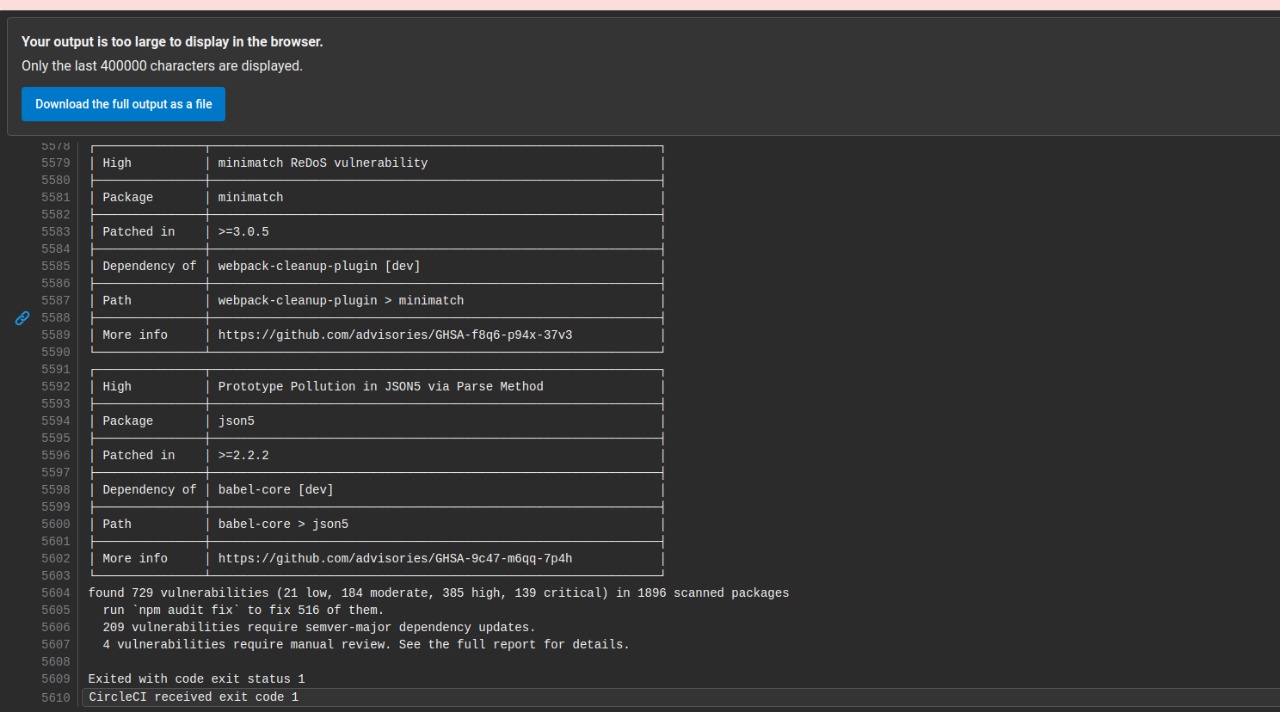 Your output is too large to display in the browser.
Only the last 400000 characters are displayed.
Download the full output as a file
5578
5579 High minimatch ReDoS vulnerability
5580
5581 Package minimatch
5582
5583 Patched in >=3.0.5
5584
5585 Dependency of webpack-cleanup-plugin [dev]
5586
5587 Path webpack-cleanup-plugin > minimatch
5588
5589 More info https://github.com/advisories/GHSA-f8q6-p94x-37v3
5590
5591
5592 High Prototype Pollution in JSON5 via Parse Method
5593
5594 Package json5
5595
5596 Patched in >=2.2.2
5597
5598 Dependency of babel-core [dev]
5599
5600 Path babel-core > json5
5601
5602 More info https://github.com/advisories/GHSA-9c47-m6qq-7p4h
5603
5604 found 729 vulnerabilities (21 low, 184 moderate, 385 high, 139 critical) in 1896 scanned packages
5605 run `npm audit fix` to fix 516 of them.
5606 209 vulnerabilities require semver-major dependency updates.
5607 4 vulnerabilities require manual review. See the full report for details.
5608
5609 Exited with code exit status 1
5610 CircleCI received exit code 1